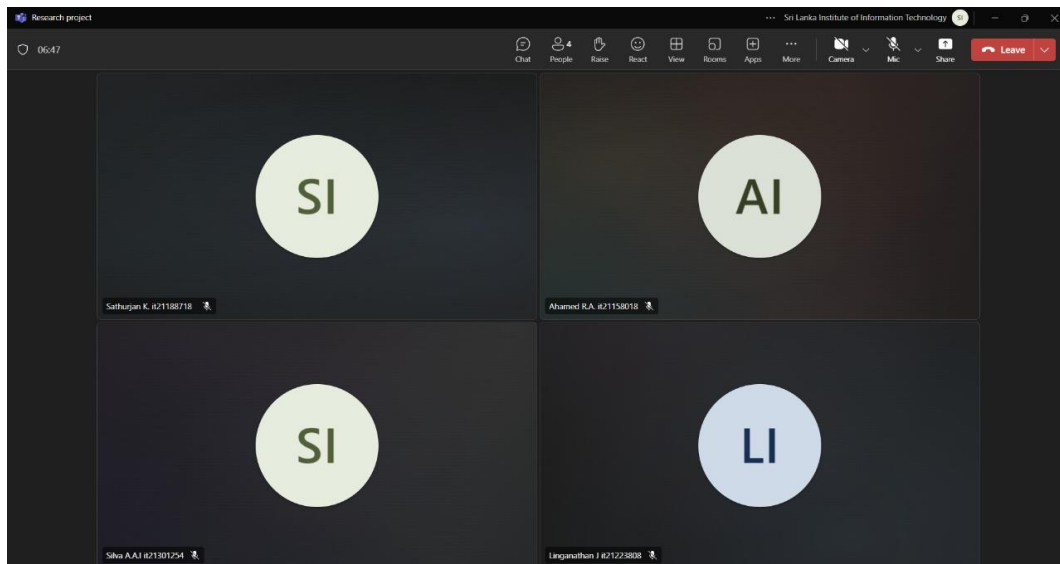 Research project
Sri Lanka Institute of Information Technology SI
06:47
4
Chat People Raise React View Rooms Apps More Camera Mic Share Leave
SI
Sathurjan K. it21188718
AI
Ahamed R.A. it21158018
SI
Silva A.A.I it21301254
LI
Linganathan J it21223808